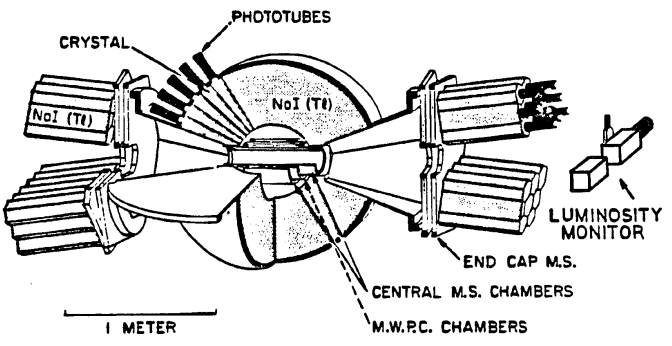 PHOTOTUBES
CRYSTAL
NaI (Tl)
NaI (Tl)
LUMINOSITY
MONITOR
END CAP M.S.
CENTRAL M.S. CHAMBERS
M.W.P.C. CHAMBERS
1 METER